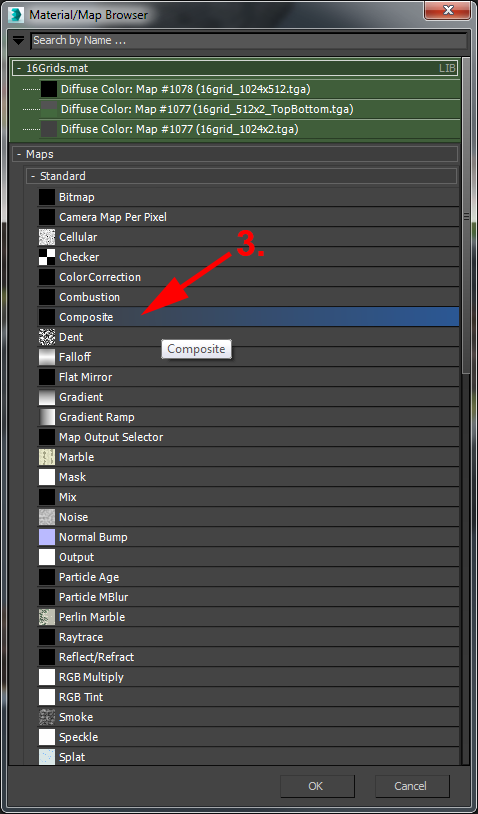 Material/Map Browser
Search by Name ...
- 16Grids.mat LIB
Diffuse Color: Map #1078 (16grid_1024x512.tga)
Diffuse Color: Map #1077 (16grid_512x2_TopBottom.tga)
Diffuse Color: Map #1077 (16grid_1024x2.tga)
- Maps
- Standard
Bitmap
Camera Map Per Pixel
Cellular
3.
Checker
ColorCorrection
Combustion
Composite
Dent
Composite
Falloff
Flat Mirror
Gradient
Gradient Ramp
Map Output Selector
Marble
Mask
Mix
Noise
Normal Bump
Output
Particle Age
Particle MBlur
Perlin Marble
Raytrace
Reflect/Refract
RGB Multiply
RGB Tint
Smoke
Speckle
Splat
OK Cancel